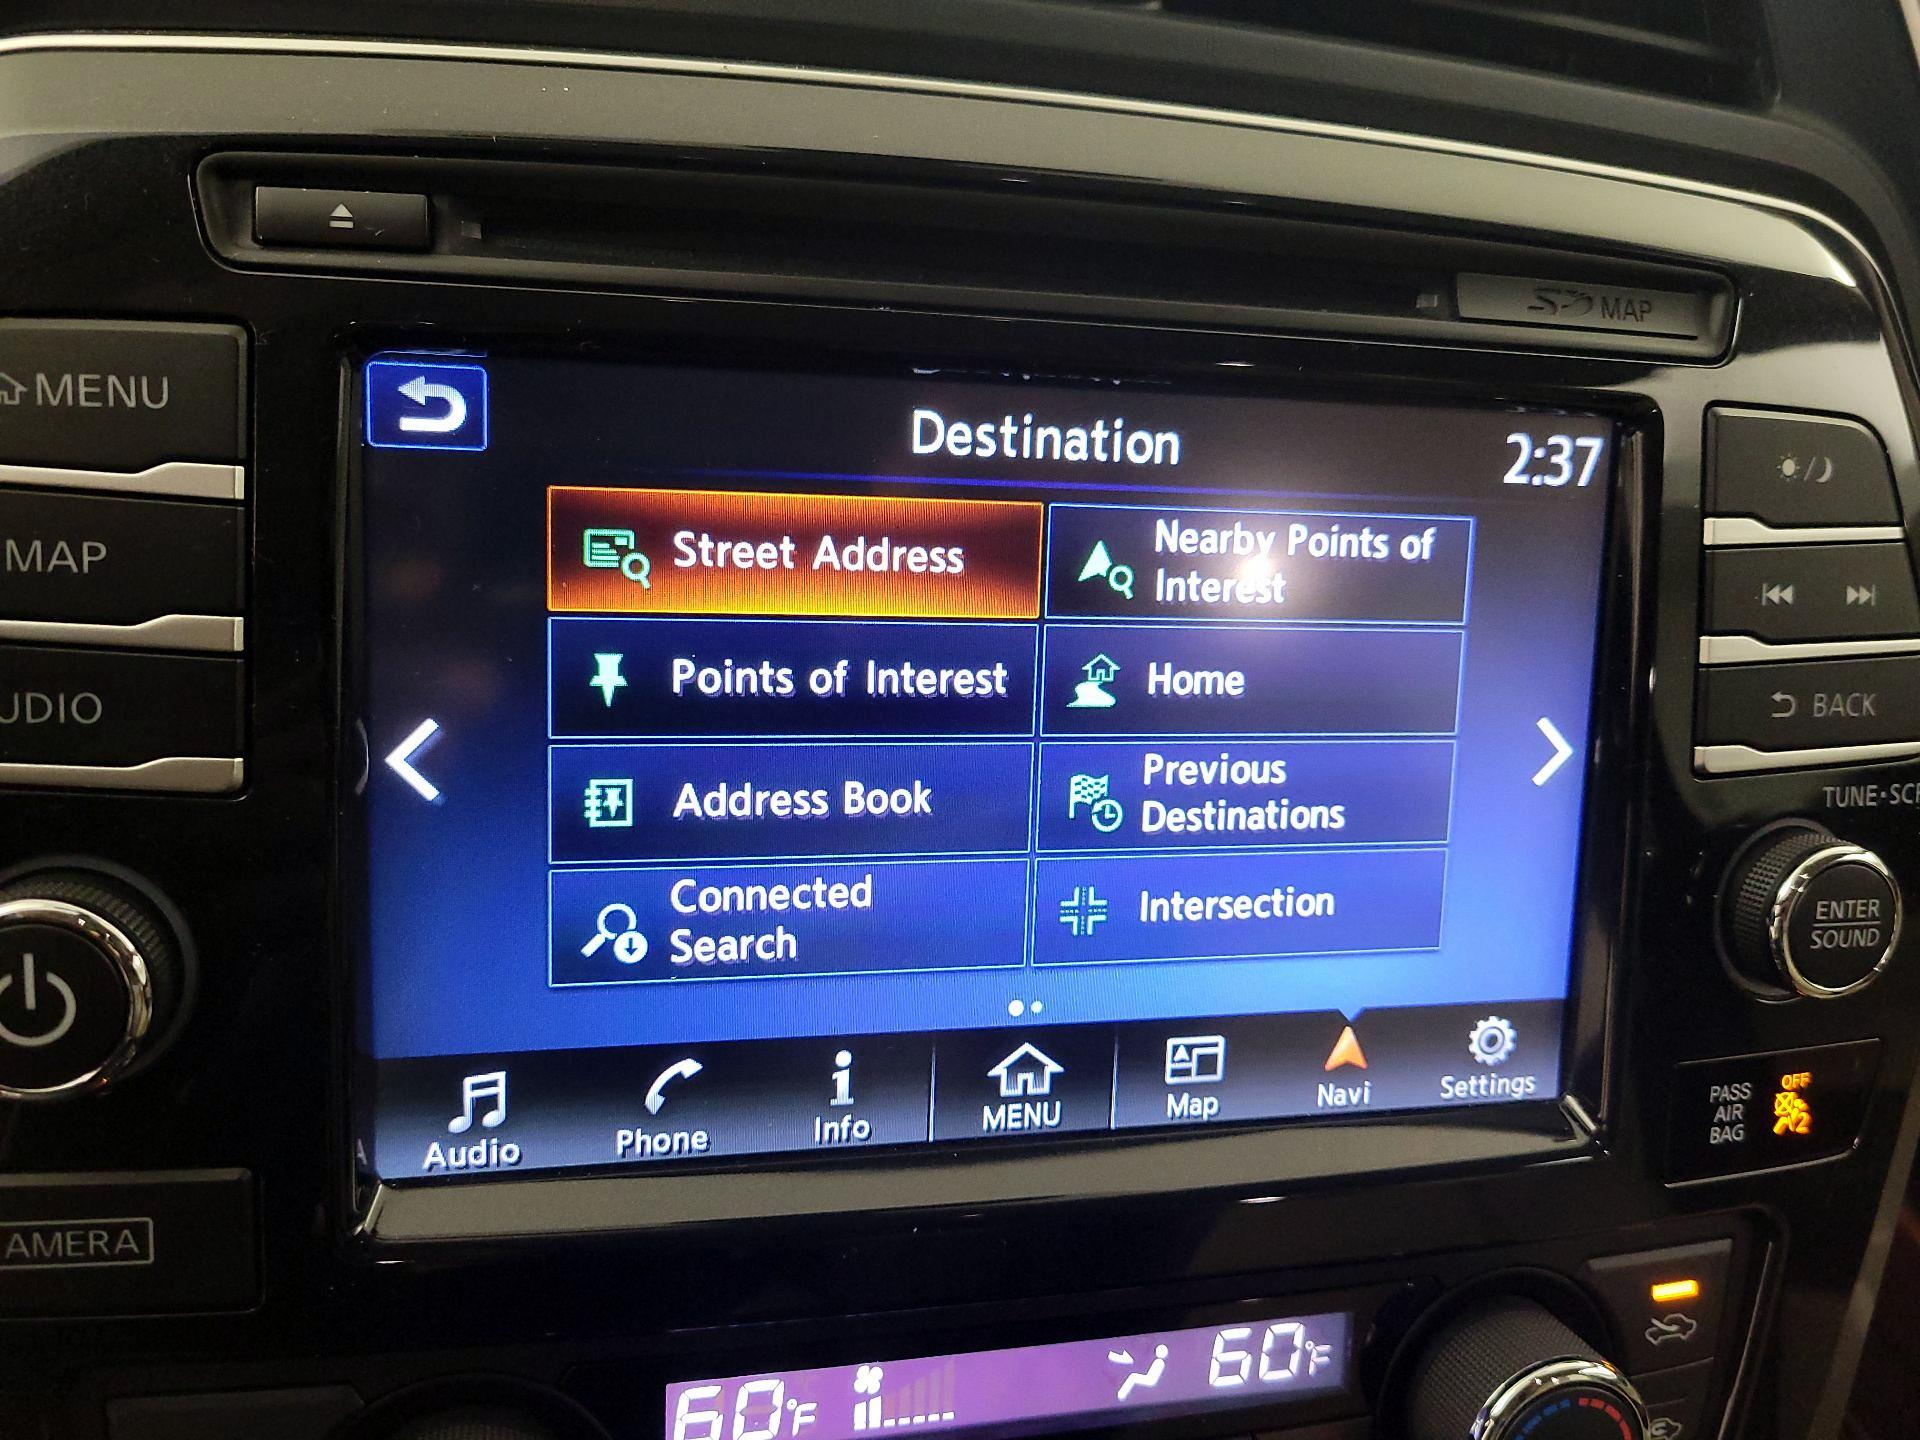 SD MAP
MENU
MAP
Destination
2:37
Street Address
Nearby Points of
Interest
Points of Interest
Home
Address Book
Previous
Destinations
Connected
Search
Intersection
Audio
Phone
Info
MENU
Map
Navi
Settings
BACK
TUNE·SCR
ENTER
SOUND
PASS
AIR
BAG
OFF
2
UDIO
AMERA
60°F
60°F